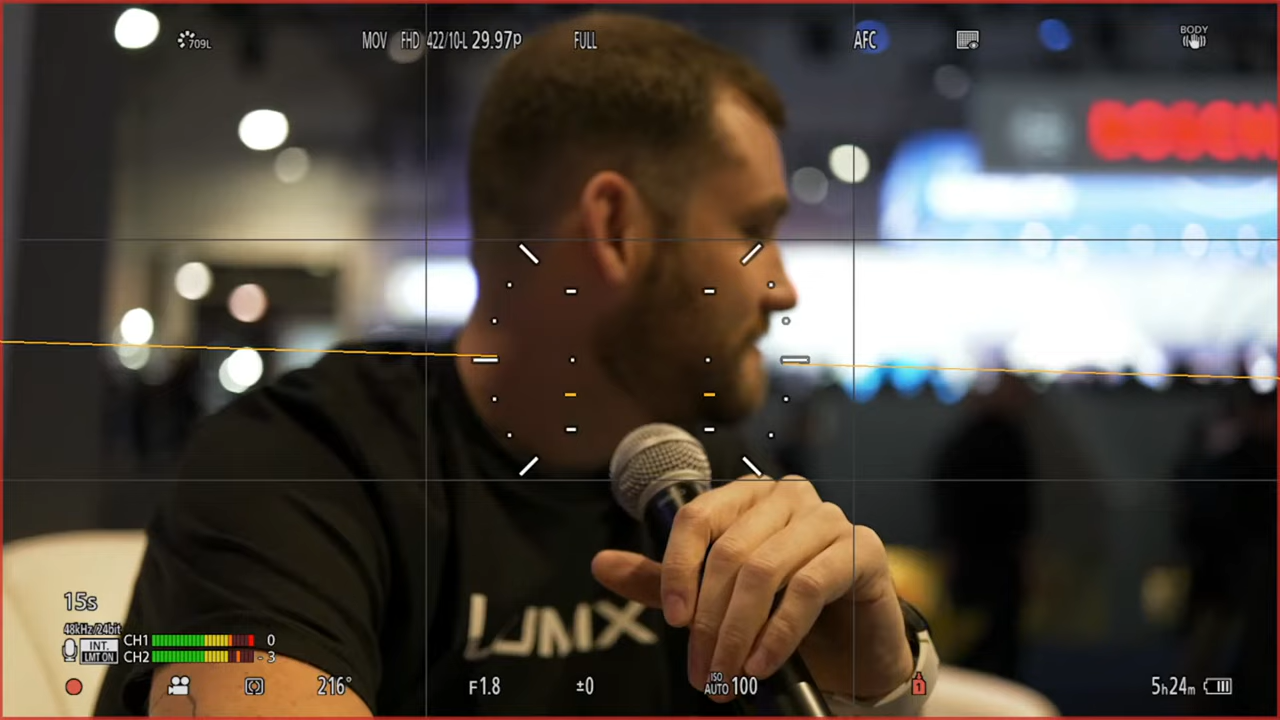 709L
MOV FHD 422/10-L 29.97p
FULL
AFC
BODY
15s
48kHz/24bit
INT.
LMT ON
CH1 0
CH2 - 3
216°
F1.8
±0
ISO AUTO 100
1
5h24m
LUMIX